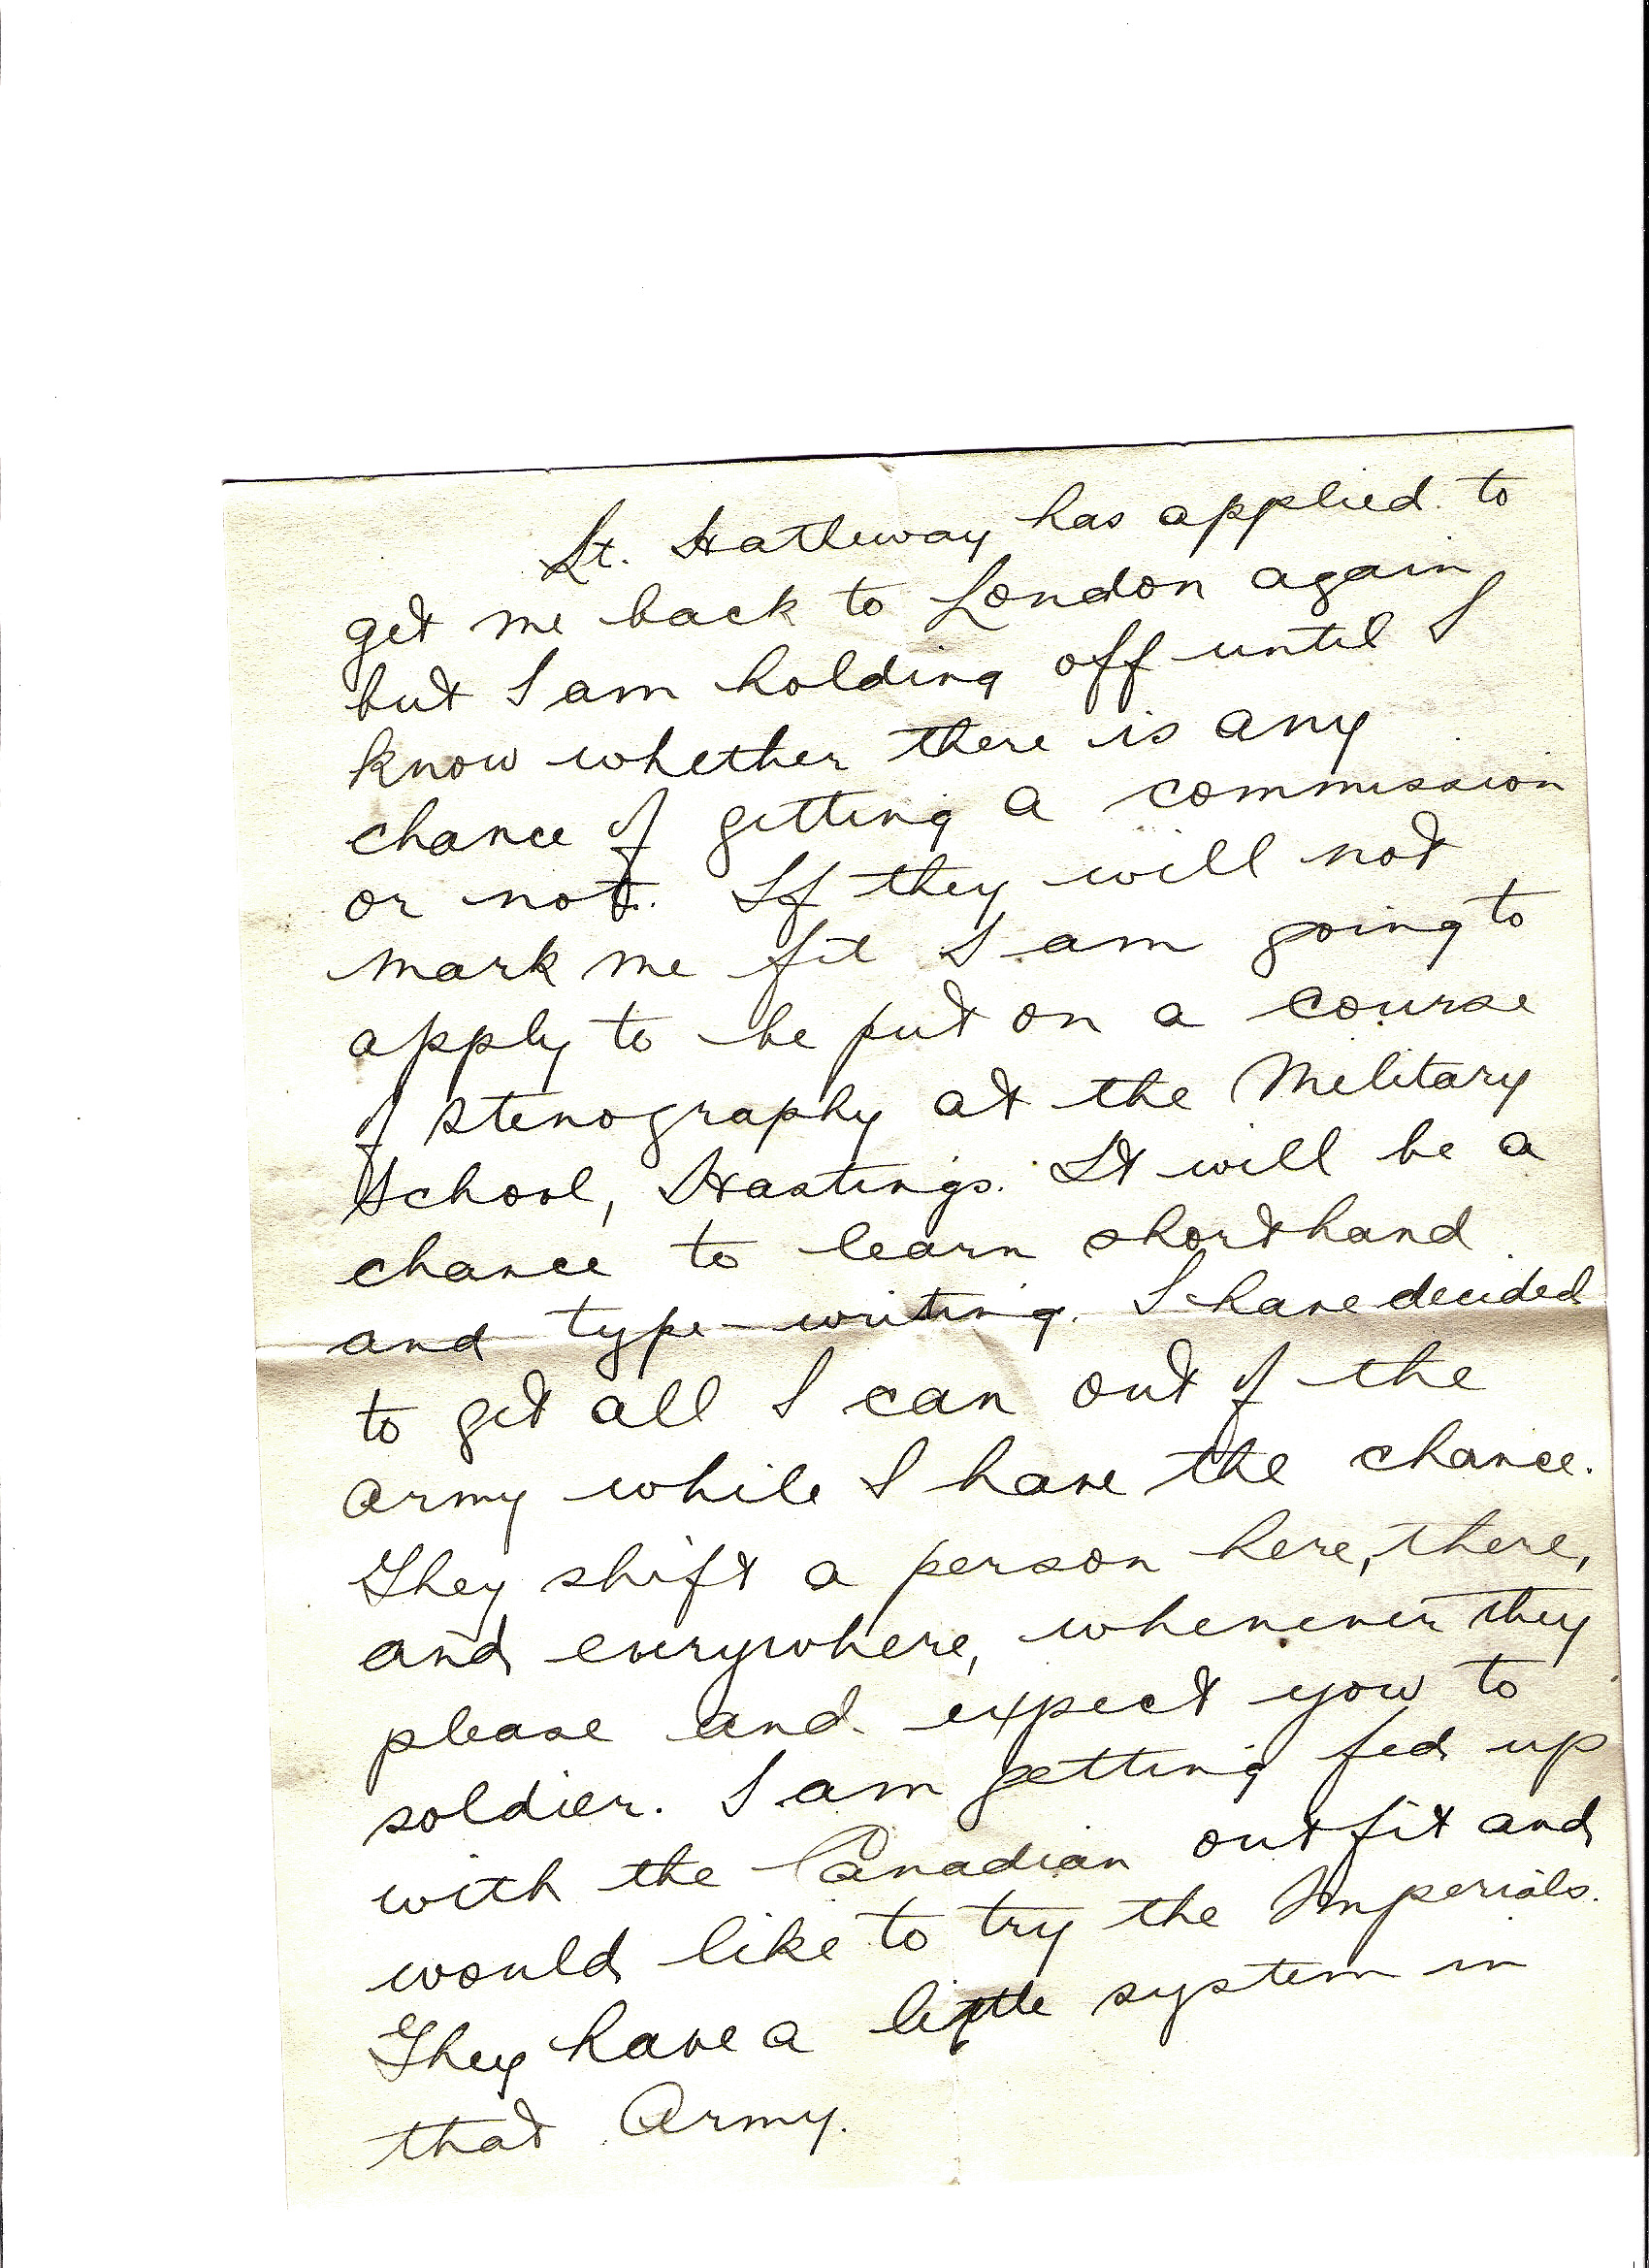 Lt. Hatheway has applied to
get me back to London again
but I am holding off until I
know whether there is any
chance of getting a commission
or not. If they will not
mark me fit I am going to
apply to be put on a course
of stenography at the Military
School, Hastings. It will be a
chance to learn shorthand
and type-writing. I have decided
to get all I can out of the
army while I have the chance.
They shift a person here, there,
and everywhere, whenever they
please and expect you to
soldier. I am getting fed up
with the Canadian outfit and
would like to try the Imperials.
They have a little system in
that Army.